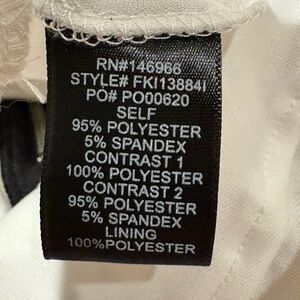 RN#146966
STYLE# FKI13884I
PO# PO00620
SELF
95% POLYESTER
5% SPANDEX
CONTRAST 1
100% POLYESTER
CONTRAST 2
95% POLYESTER
5% SPANDEX
LINING
100%POLYESTER